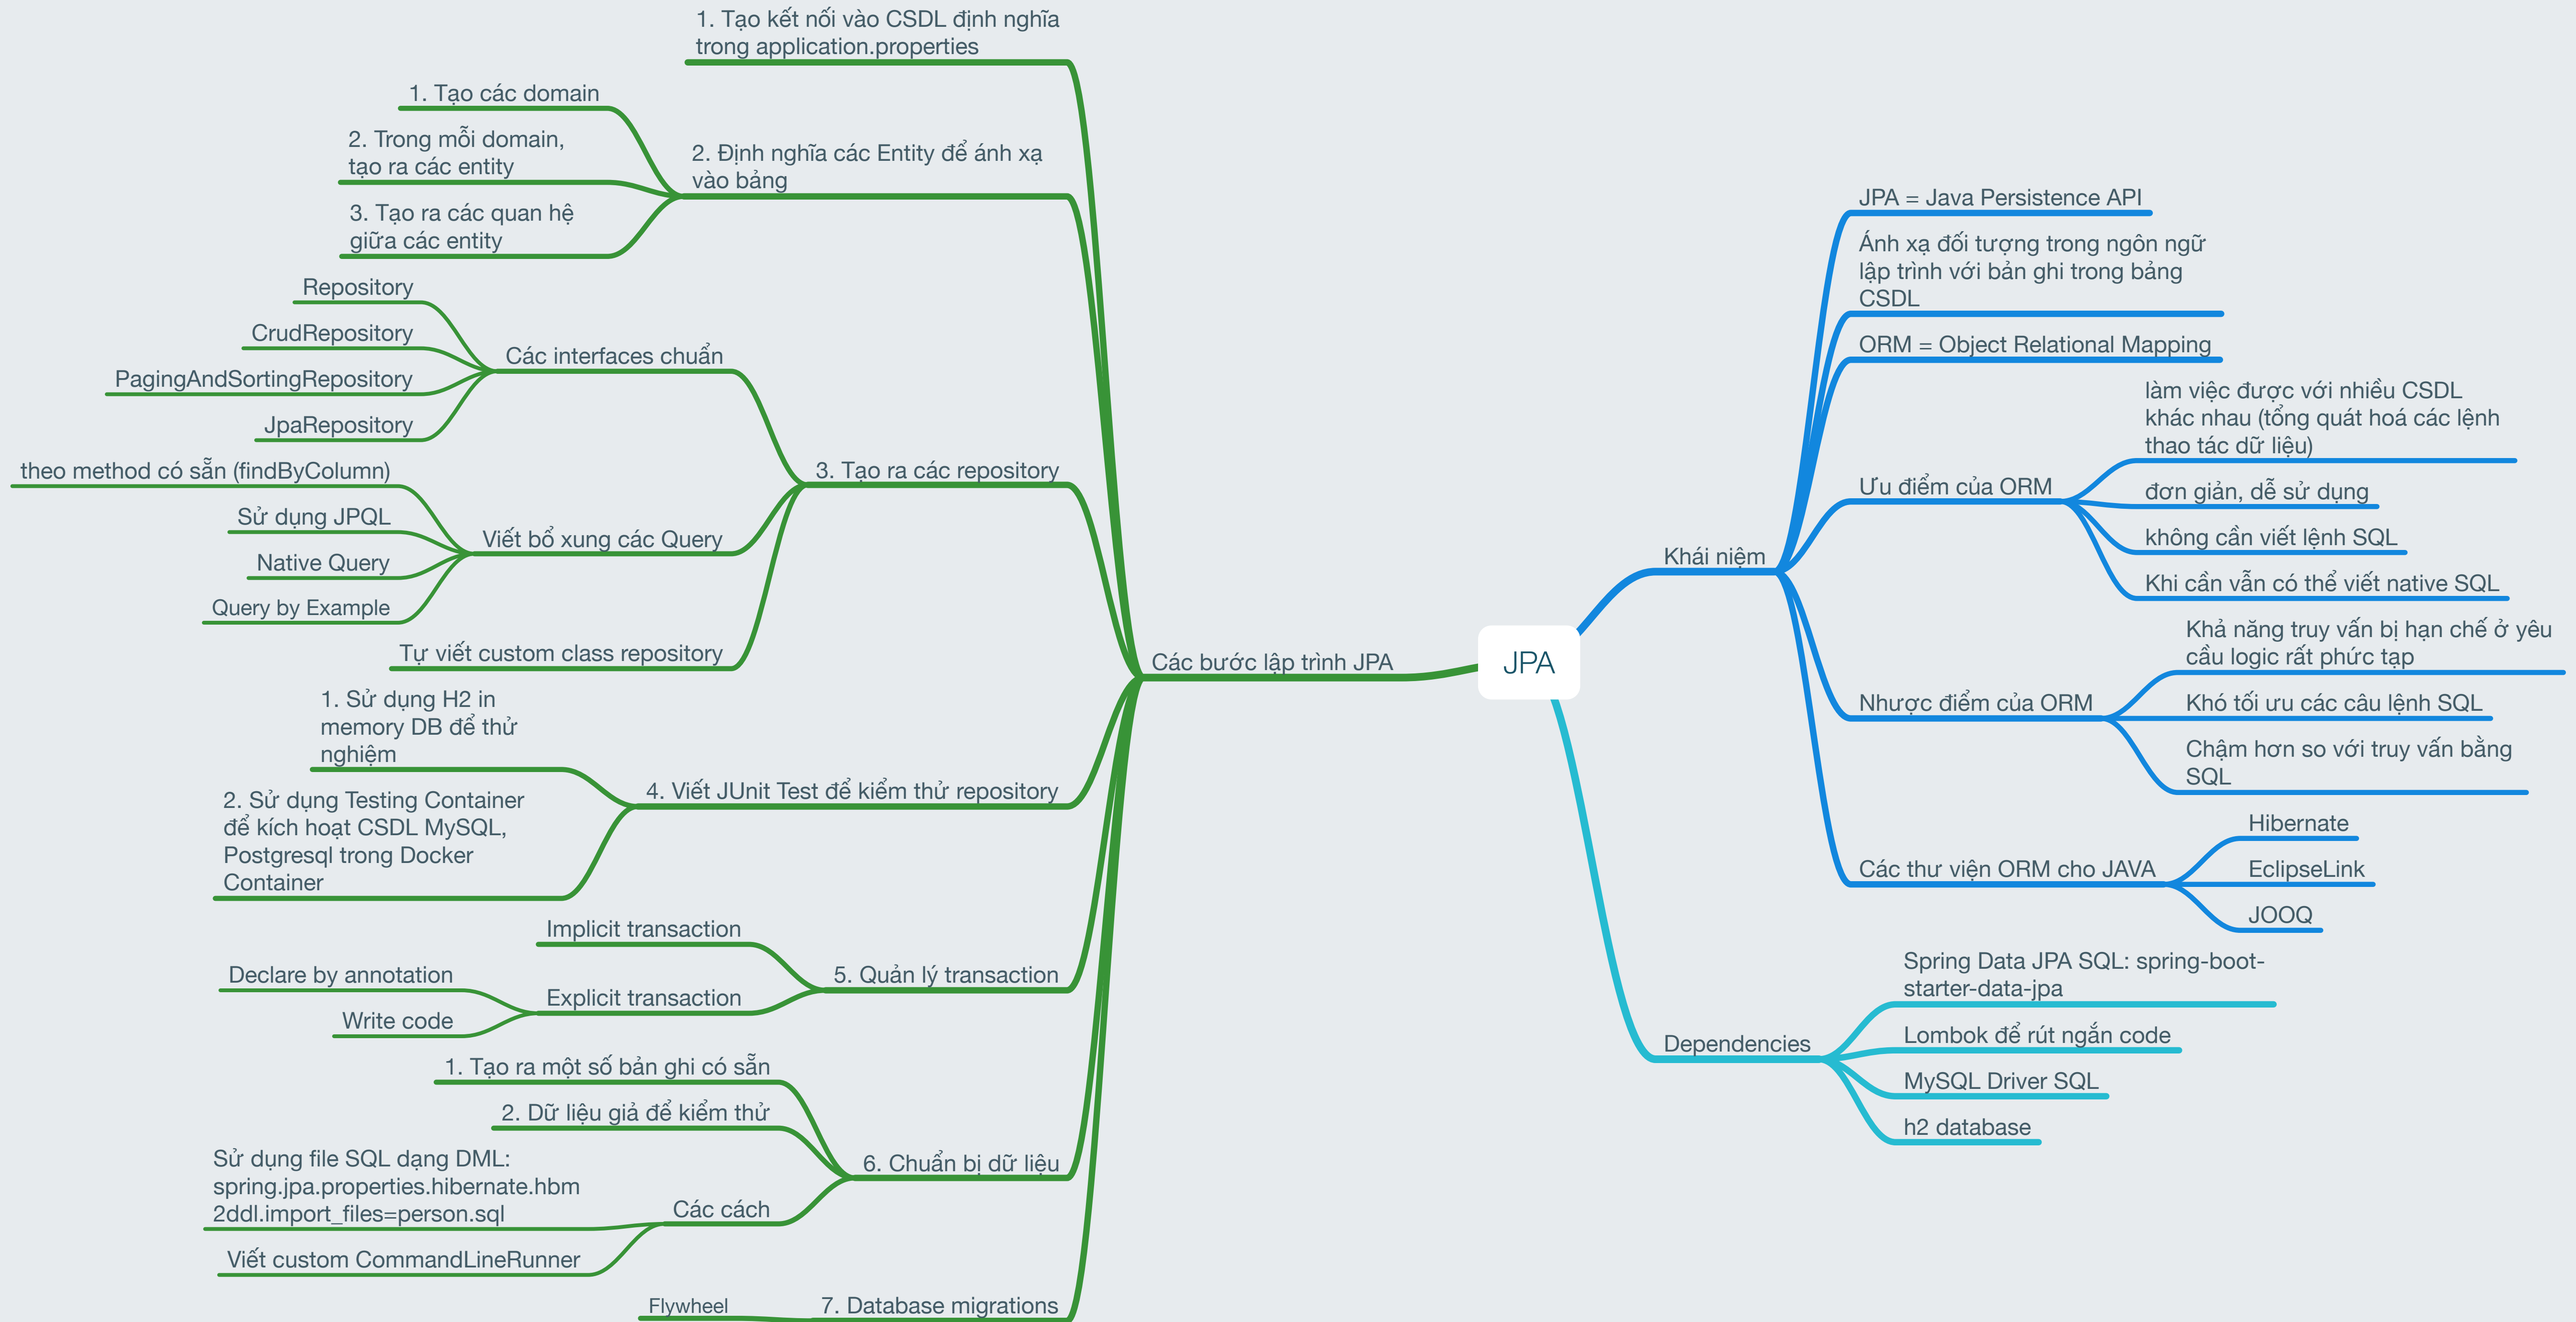 1. Tạo kết nối vào CSDL định nghĩa
trong application.properties
1. Tạo các domain
2. Trong mỗi domain,
tạo ra các entity
3. Tạo ra các quan hệ
giữa các entity
2. Định nghĩa các Entity để ánh xạ
vào bảng
Repository
CrudRepository
PagingAndSortingRepository
JpaRepository
Các interfaces chuẩn
theo method có sẵn (findByColumn)
Sử dụng JPQL
Native Query
Query by Example
Viết bổ xung các Query
Tự viết custom class repository
3. Tạo ra các repository
1. Sử dụng H2 in
memory DB để thử
nghiệm
2. Sử dụng Testing Container
để kích hoạt CSDL MySQL,
Postgresql trong Docker
Container
4. Viết JUnit Test để kiểm thử repository
Implicit transaction
Declare by annotation
Write code
Explicit transaction
5. Quản lý transaction
1. Tạo ra một số bản ghi có sẵn
2. Dữ liệu giả để kiểm thử
Sử dụng file SQL dạng DML:
spring.jpa.properties.hibernate.hbm
2ddl.import_files=person.sql
Viết custom CommandLineRunner
Các cách
6. Chuẩn bị dữ liệu
Flywheel
7. Database migrations
Các bước lập trình JPA
JPA
Khái niệm
JPA = Java Persistence API
Ánh xạ đối tượng trong ngôn ngữ
lập trình với bản ghi trong bảng
CSDL
ORM = Object Relational Mapping
Ưu điểm của ORM
làm việc được với nhiều CSDL
khác nhau (tổng quát hoá các lệnh
thao tác dữ liệu)
đơn giản, dễ sử dụng
không cần viết lệnh SQL
Khi cần vẫn có thể viết native SQL
Nhược điểm của ORM
Khả năng truy vấn bị hạn chế ở yêu
cầu logic rất phức tạp
Khó tối ưu các câu lệnh SQL
Chậm hơn so với truy vấn bằng
SQL
Các thư viện ORM cho JAVA
Hibernate
EclipseLink
JOOQ
Dependencies
Spring Data JPA SQL: spring-boot-
starter-data-jpa
Lombok để rút ngắn code
MySQL Driver SQL
h2 database